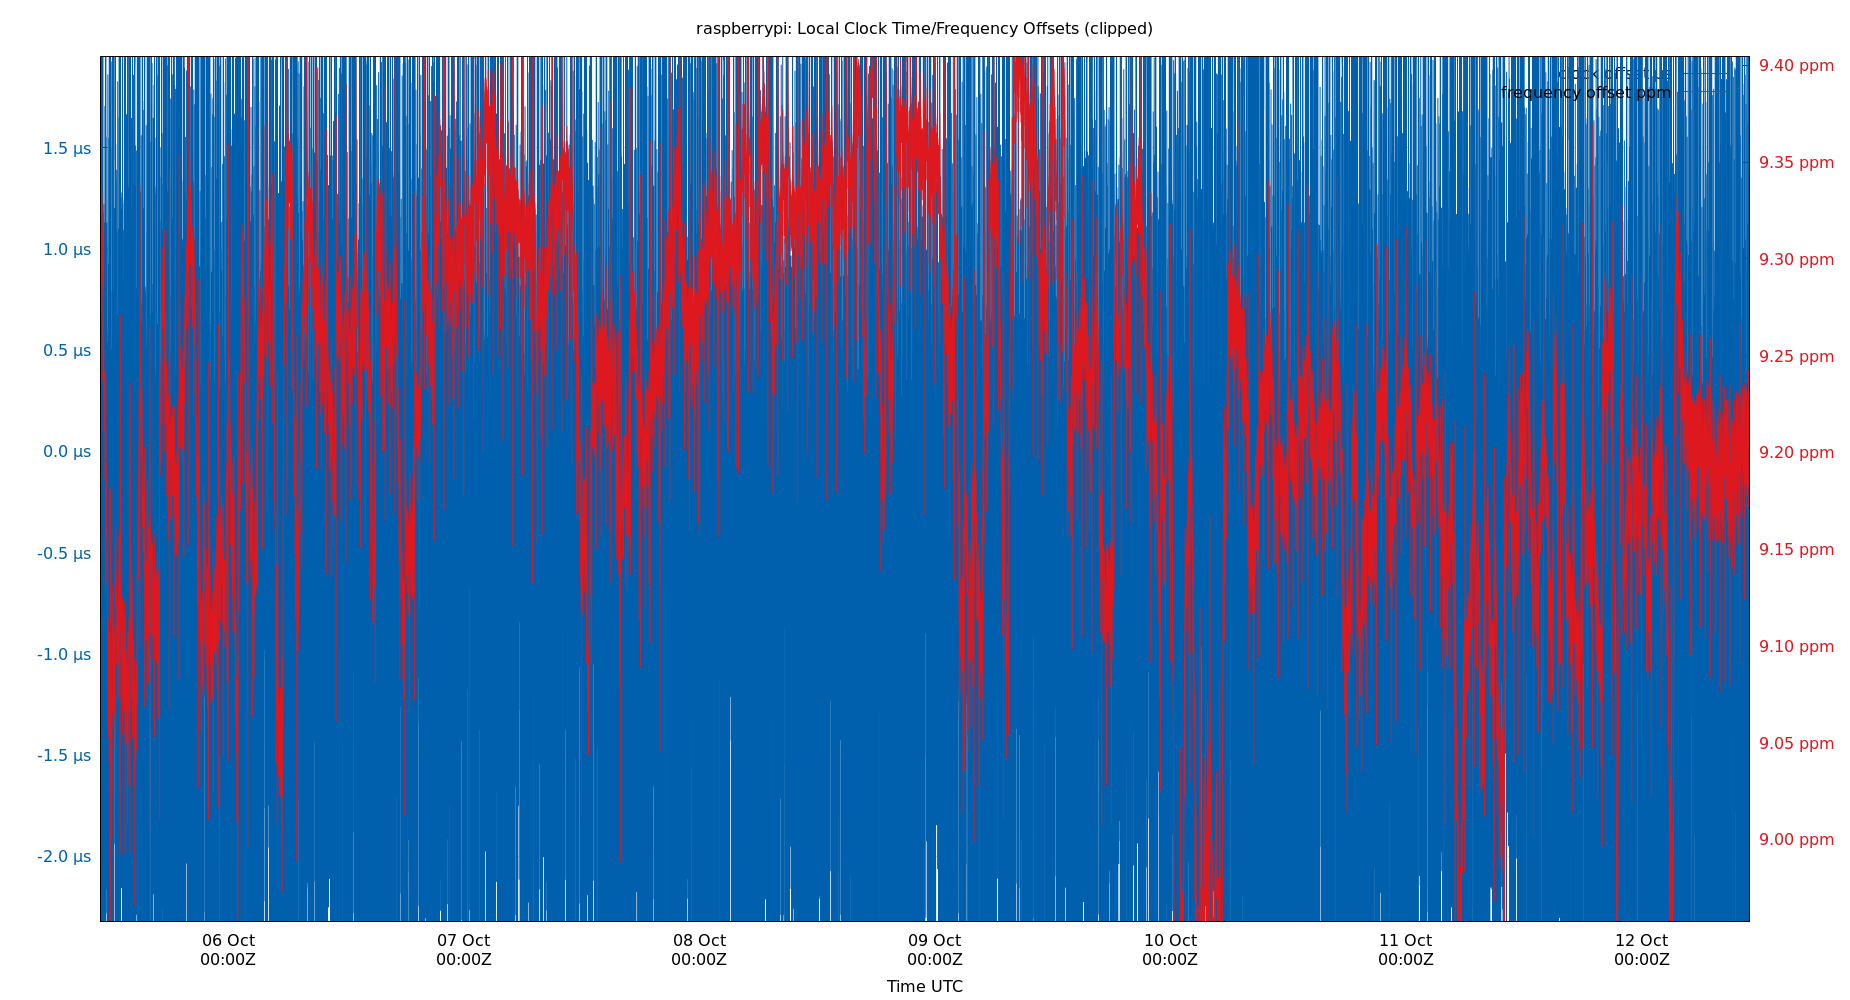 raspberrypi: Local Clock Time/Frequency Offsets (clipped)
clock offset µs
frequency offset ppm
1.5 µs
1.0 µs
0.5 µs
0.0 µs
-0.5 µs
-1.0 µs
-1.5 µs
-2.0 µs
9.40 ppm
9.35 ppm
9.30 ppm
9.25 ppm
9.20 ppm
9.15 ppm
9.10 ppm
9.05 ppm
9.00 ppm
06 Oct 07 Oct 08 Oct 09 Oct 10 Oct 11 Oct 12 Oct
00:00Z 00:00Z 00:00Z 00:00Z 00:00Z 00:00Z 00:00Z
Time UTC